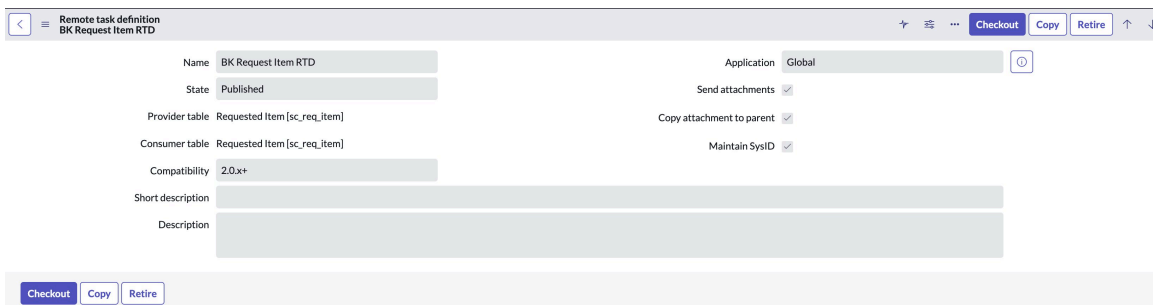 Remote task definition
BK Request Item RTD
Checkout Copy Retire
Name BK Request Item RTD
Application Global
State Published
Send attachments
Provider table Requested Item [sc_req_item]
Copy attachment to parent
Consumer table Requested Item [sc_req_item]
Maintain SysID
Compatibility 2.0.x+
Short description
Description
Checkout Copy Retire